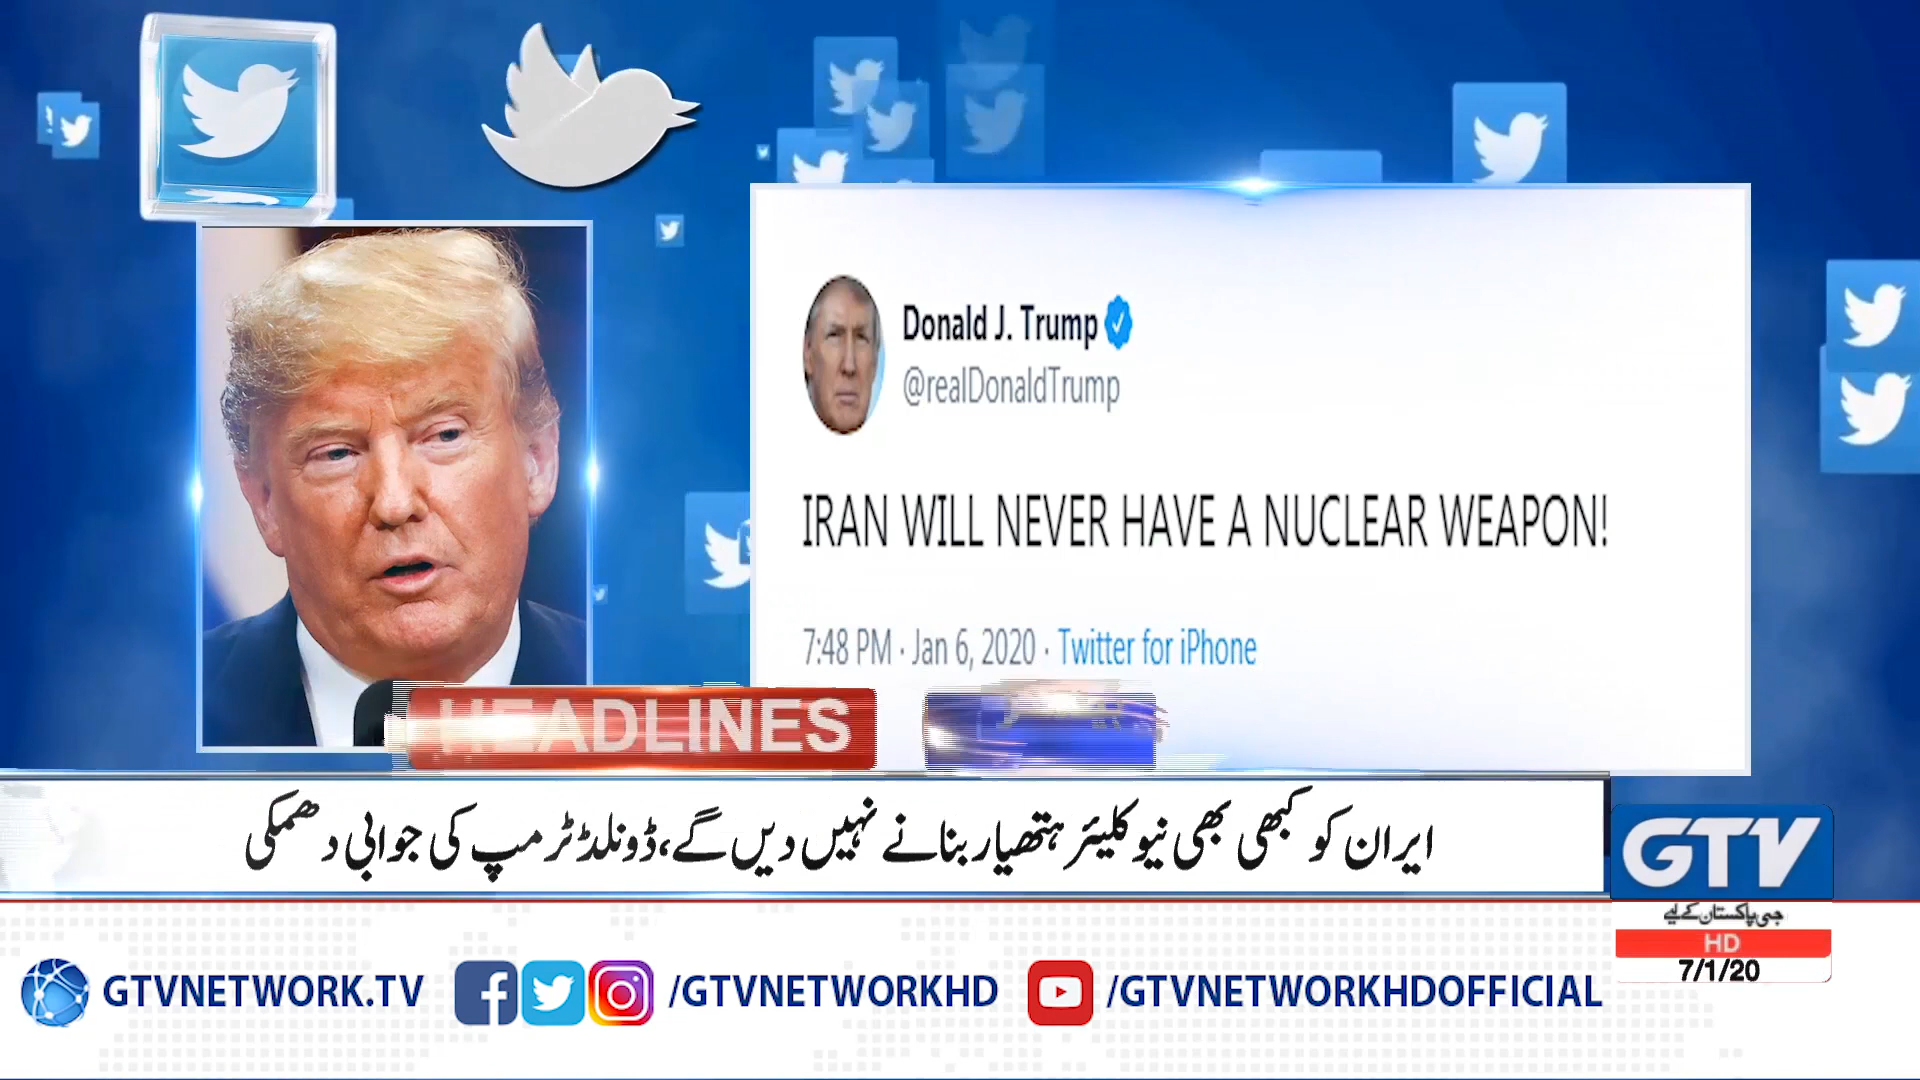 Donald J. Trump
@realDonaldTrump
IRAN WILL NEVER HAVE A NUCLEAR WEAPON!
7:48 PM · Jan 6, 2020 · Twitter for iPhone
HEADLINES
ایران کو کبھی بھی نیوکلیئر ہتھیار بنانے نہیں دیں گے، ڈونلڈ ٹرمپ کی جوابی دھمکی
GTV
جی پاکستان کے لیے
HD
7/1/20
GTVNETWORK.TV /GTVNETWORKHD /GTVNETWORKHDOFFICIAL